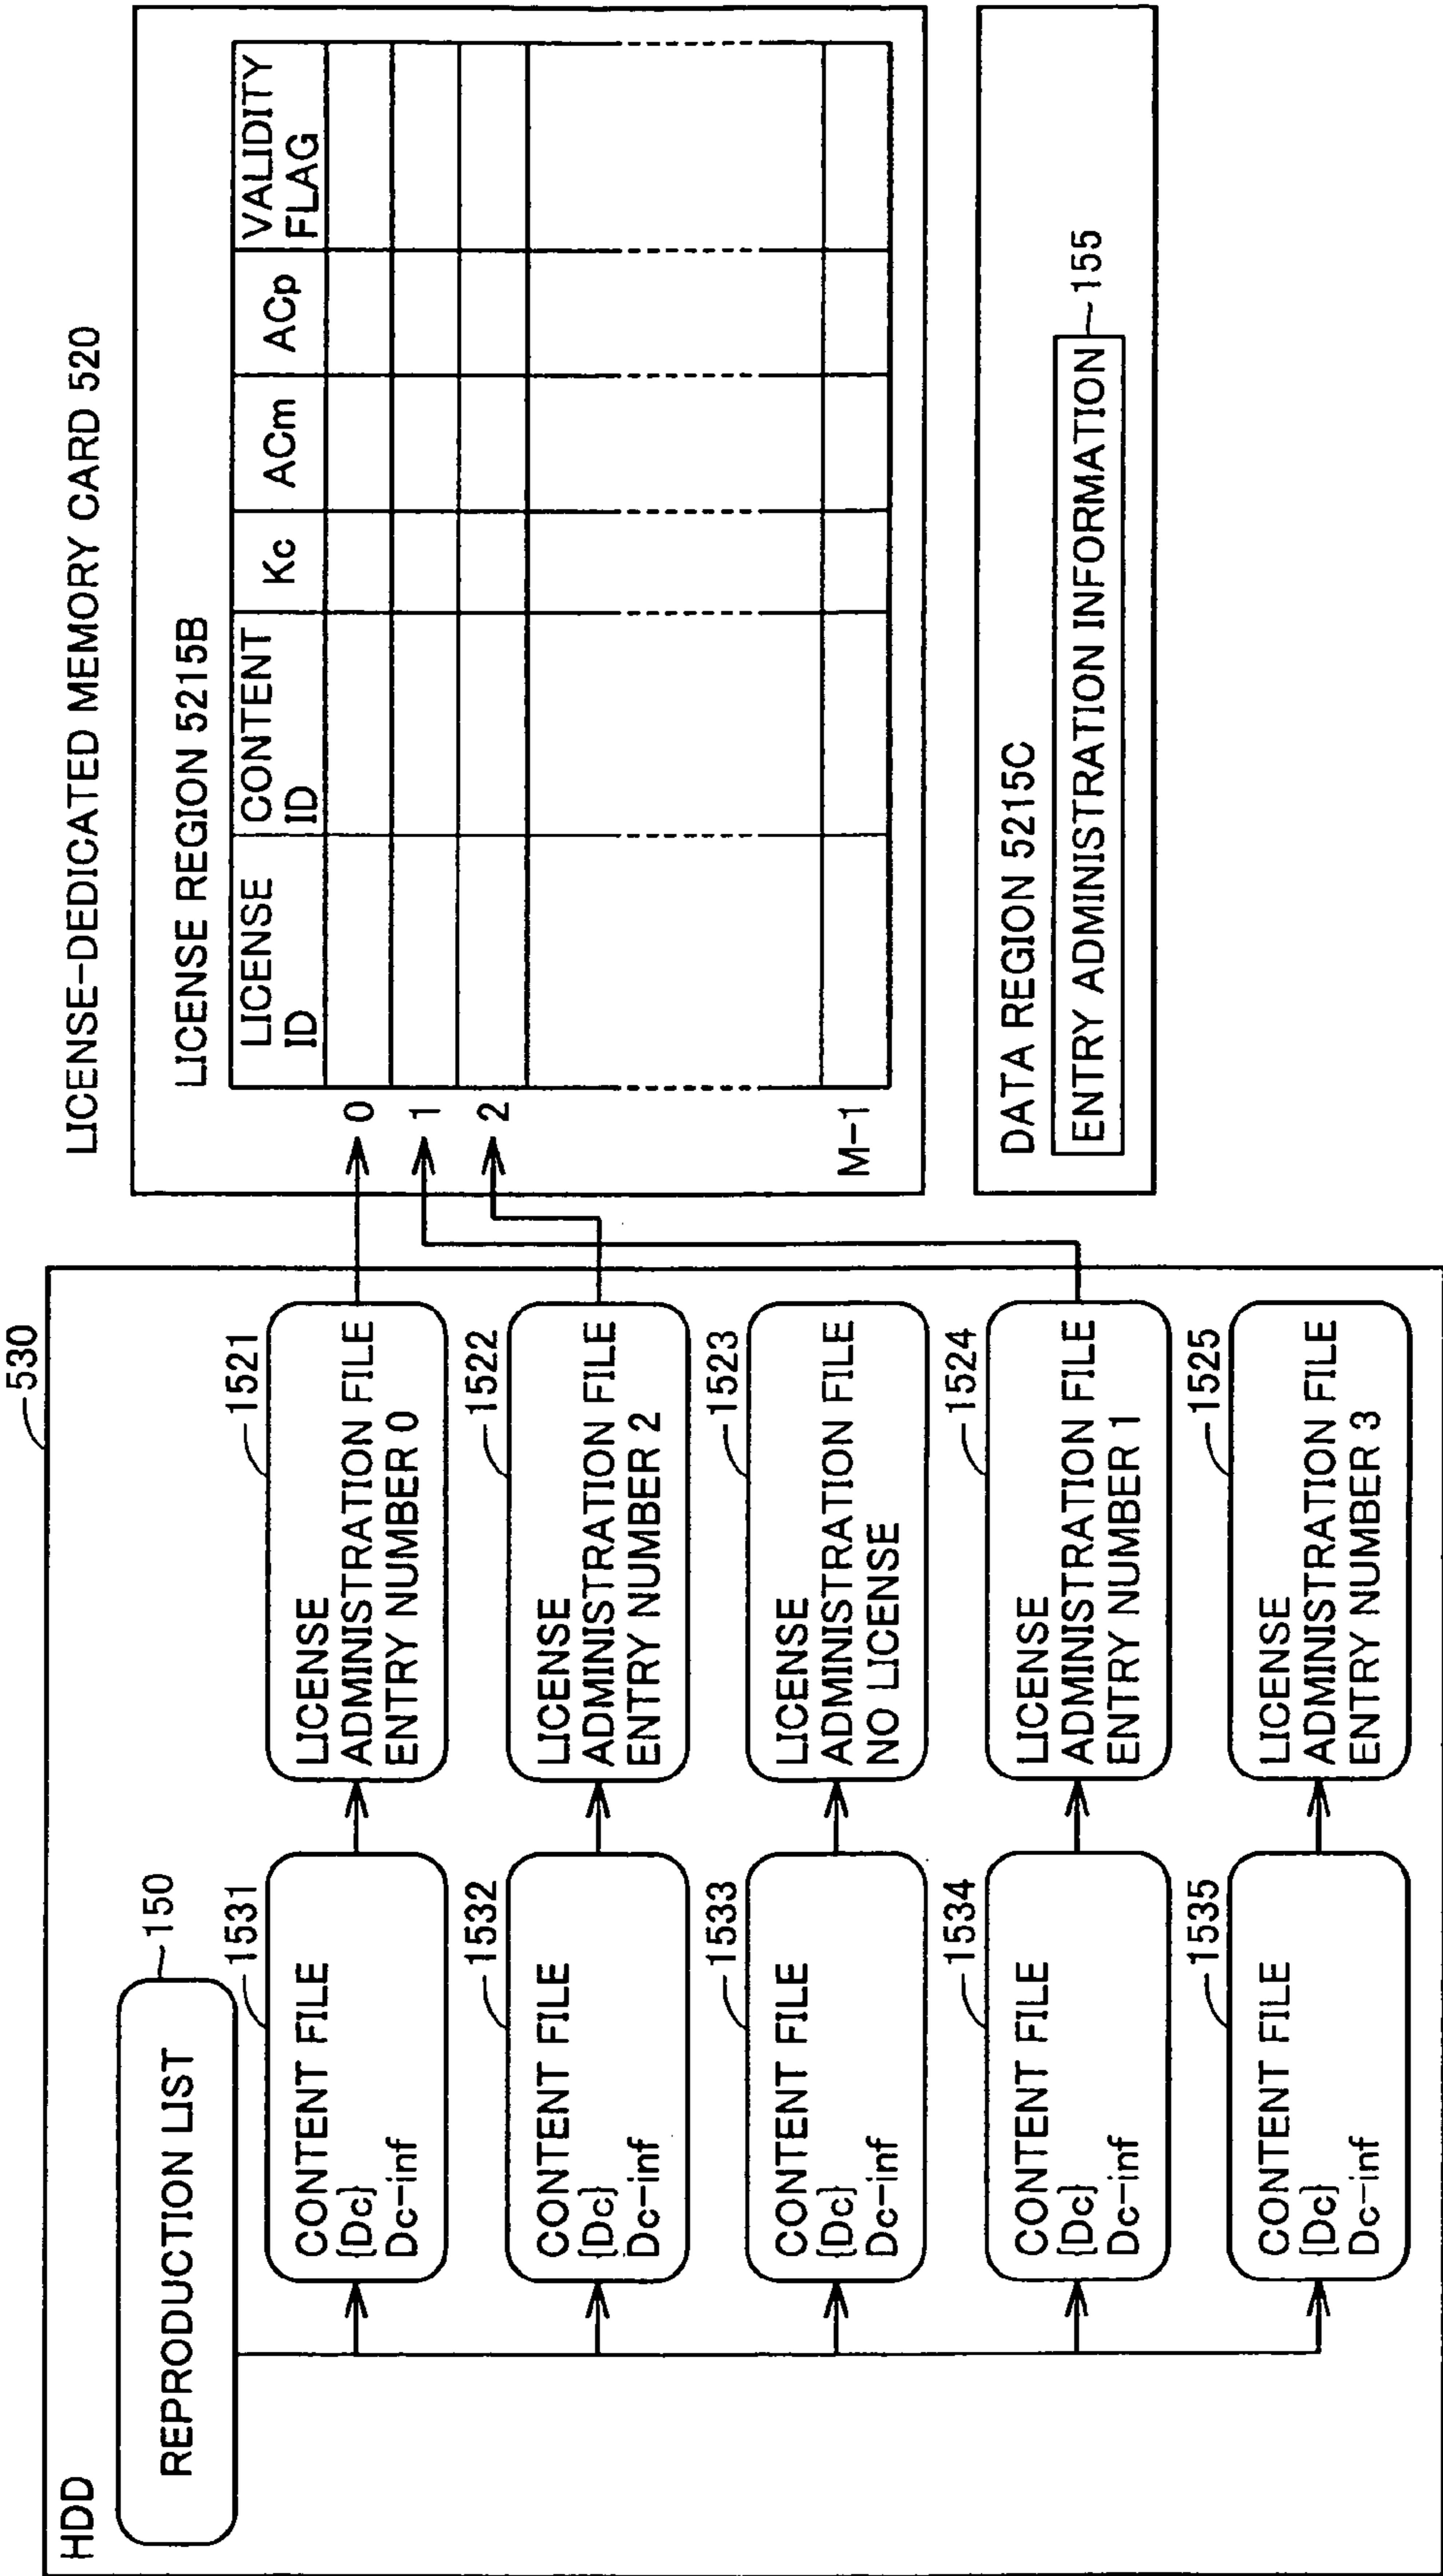 530
HDD
REPRODUCTION LIST
150
1531
CONTENT FILE
{Dc}
Dc-inf
1521
LICENSE
ADMINISTRATION FILE
ENTRY NUMBER 0
1532
CONTENT FILE
{Dc}
Dc-inf
1522
LICENSE
ADMINISTRATION FILE
ENTRY NUMBER 2
1533
CONTENT FILE
{Dc}
Dc-inf
1523
LICENSE
ADMINISTRATION FILE
NO LICENSE
1534
CONTENT FILE
{Dc}
Dc-inf
1524
LICENSE
ADMINISTRATION FILE
ENTRY NUMBER 1
1535
CONTENT FILE
{Dc}
Dc-inf
1525
LICENSE
ADMINISTRATION FILE
ENTRY NUMBER 3
LICENSE-DEDICATED MEMORY CARD 520
LICENSE REGION 5215B
LICENSE
ID
CONTENT
ID
Kc
ACm
ACp
VALIDITY
FLAG
0
1
2
M-1
DATA REGION 5215C
ENTRY ADMINISTRATION INFORMATION
155